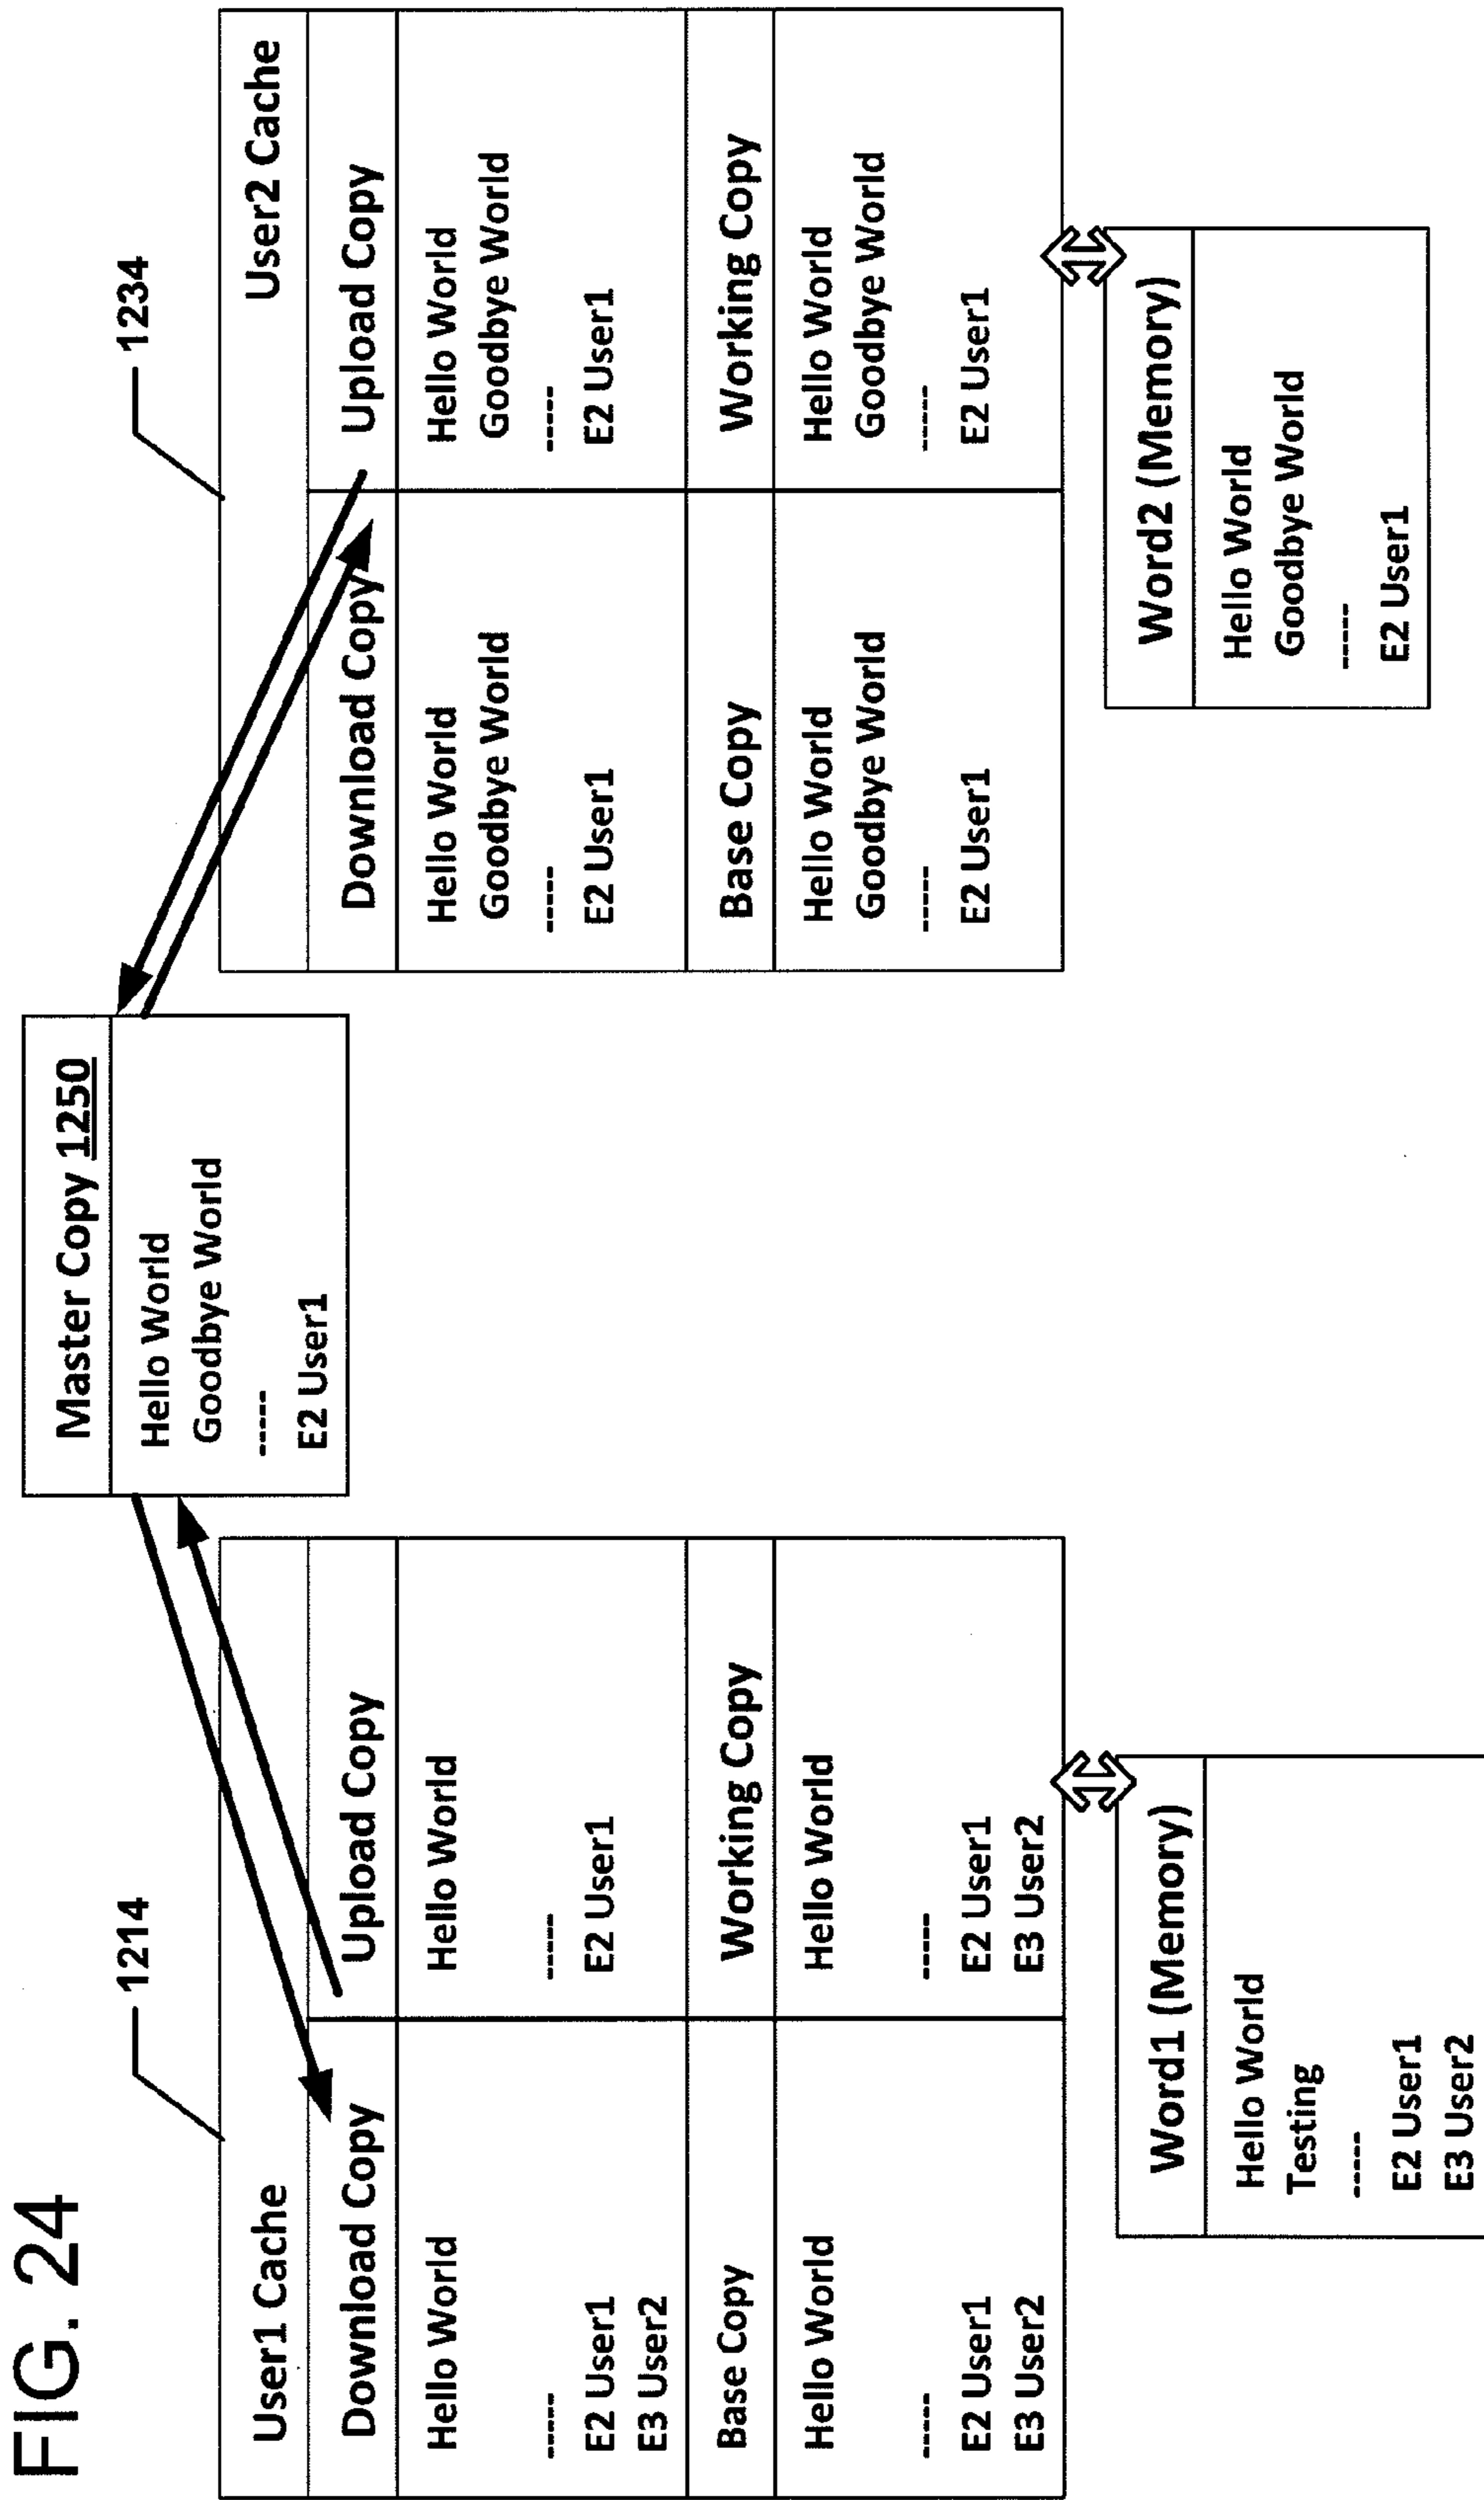 FIG. 24
Master Copy 1250
Hello World
Goodbye World
-----
E2 User1
1214
User1 Cache
Download Copy
Hello World
-----
E2 User1
E3 User2
Upload Copy
Hello World
-----
E2 User1
Base Copy
Hello World
-----
E2 User1
E3 User2
Working Copy
Hello World
-----
E2 User1
E3 User2
Word1 (Memory)
Hello World
Testing
-----
E2 User1
E3 User2
1234
User2 Cache
Download Copy
Hello World
Goodbye World
-----
E2 User1
Upload Copy
Hello World
Goodbye World
-----
E2 User1
Base Copy
Hello World
Goodbye World
-----
E2 User1
Working Copy
Hello World
Goodbye World
-----
E2 User1
Word2 (Memory)
Hello World
Goodbye World
-----
E2 User1